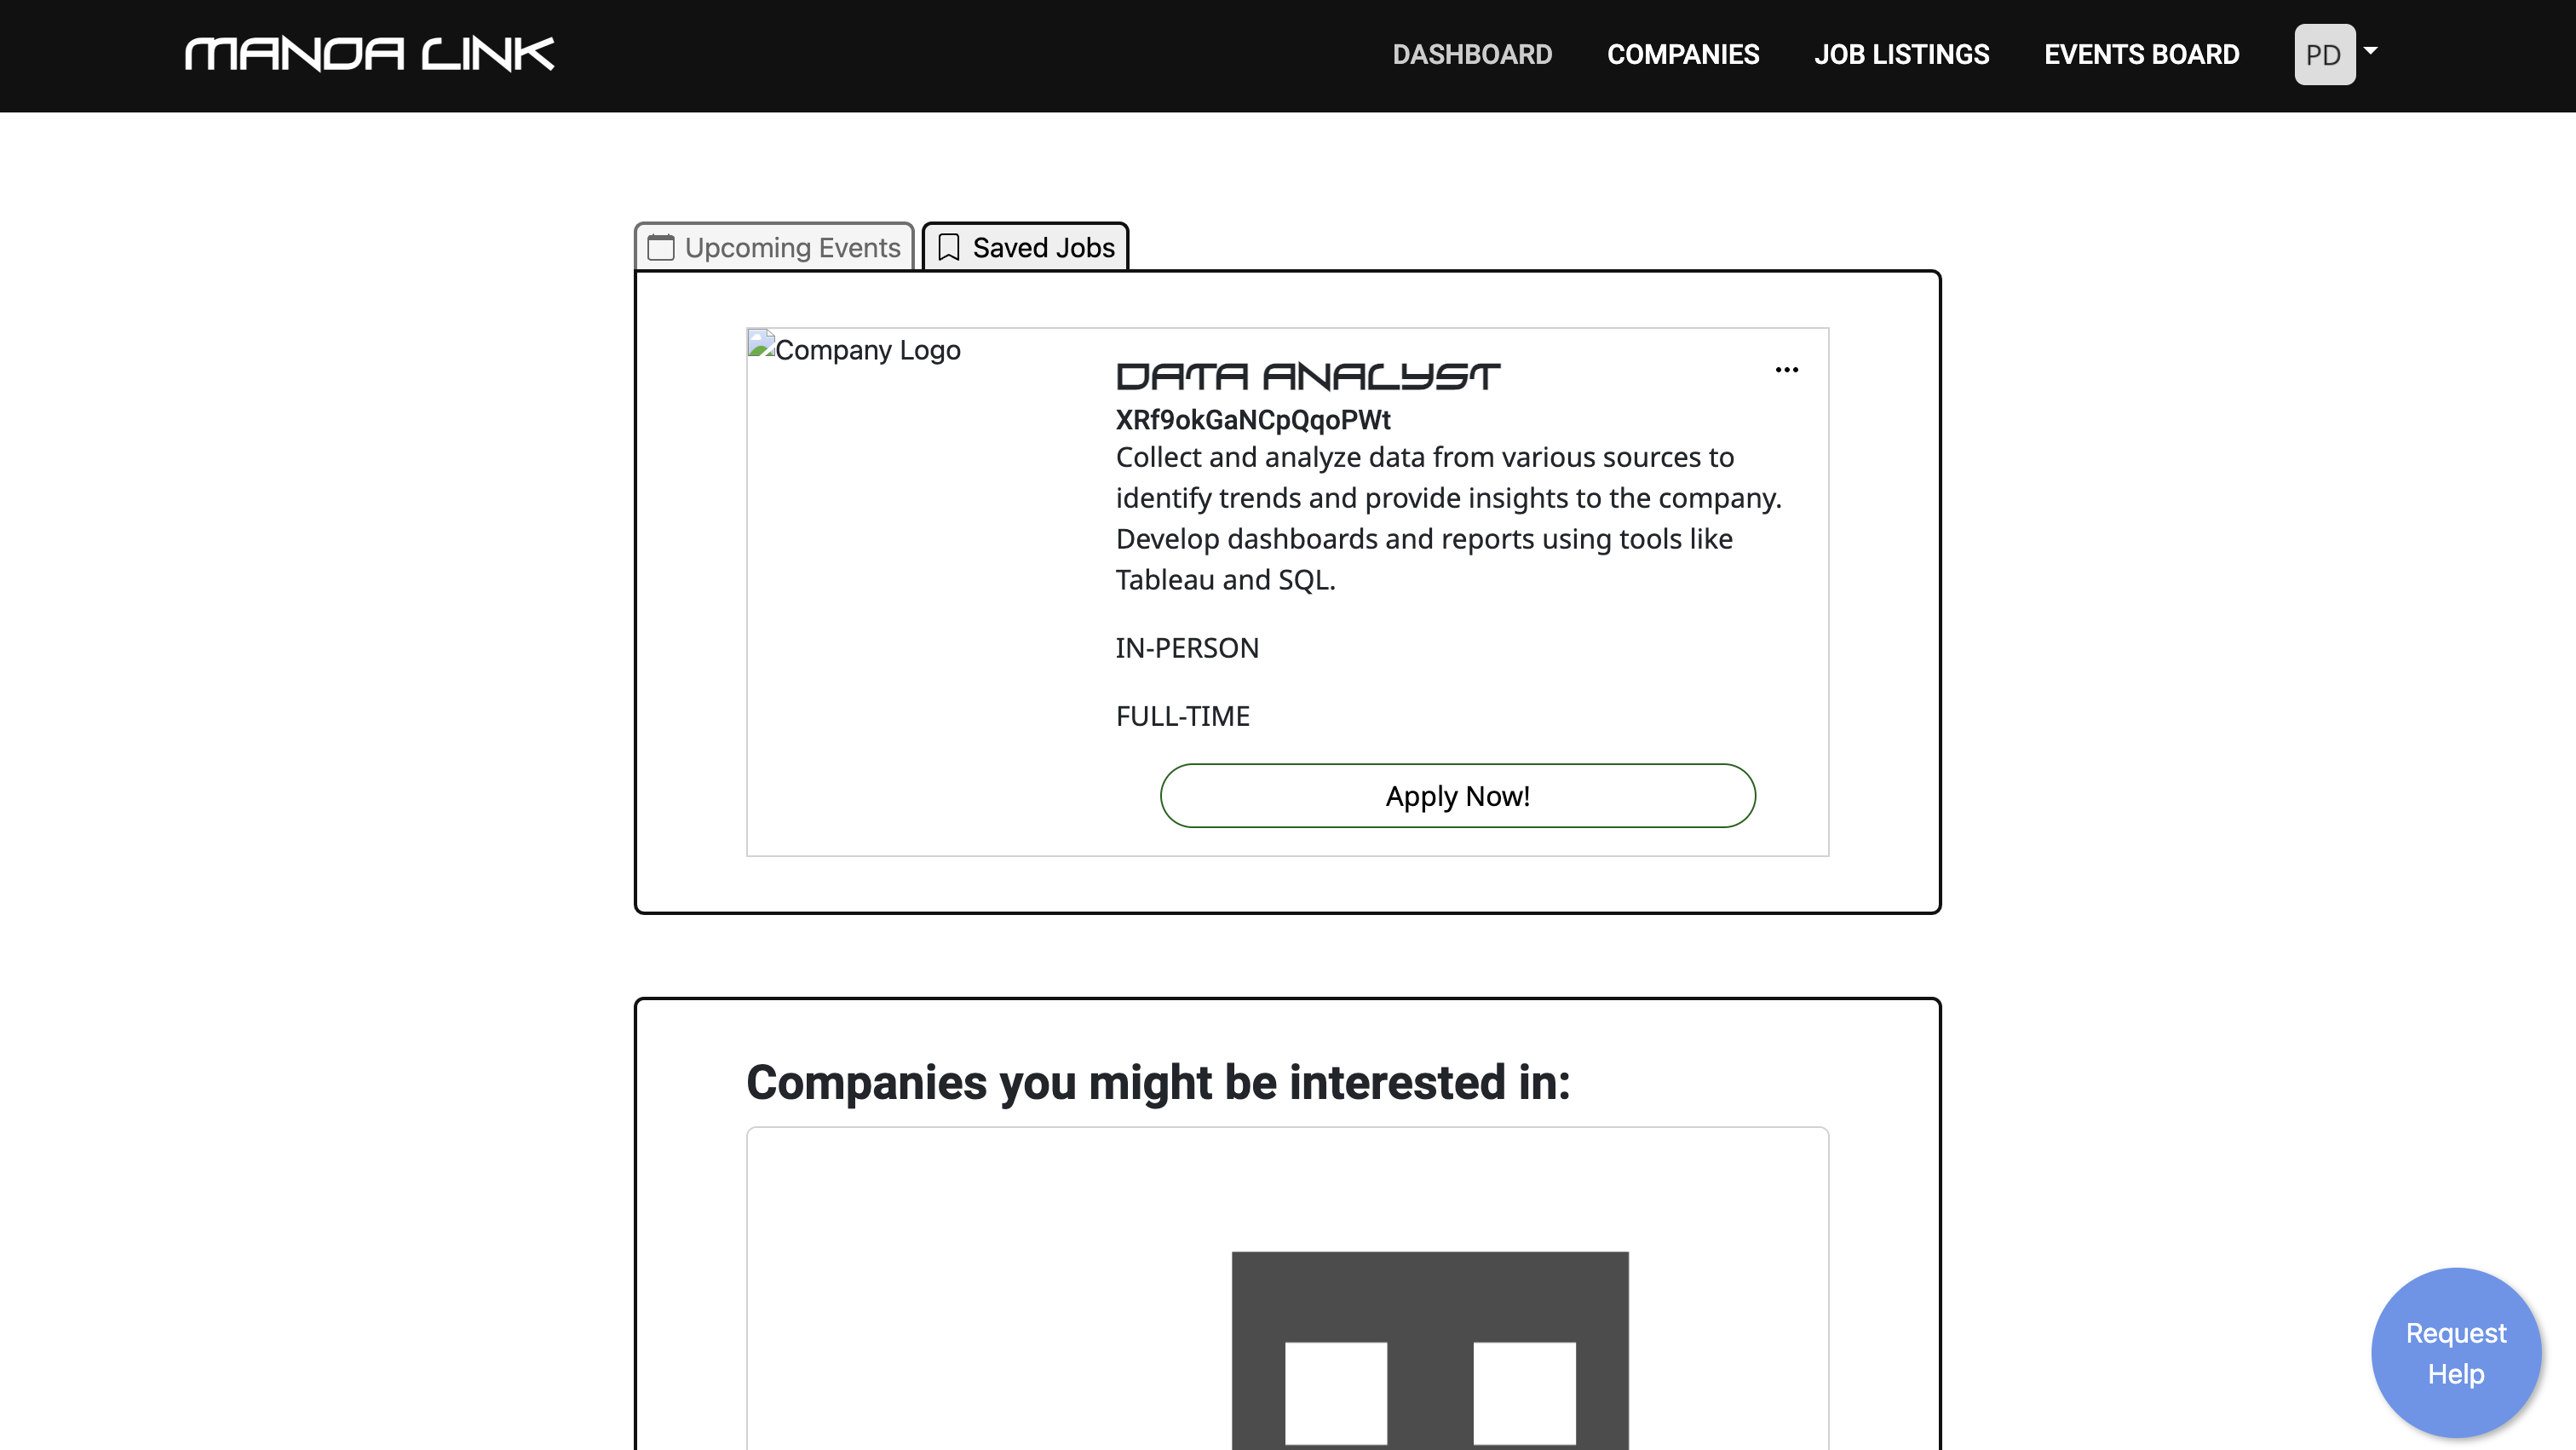 MANOA LINK
DASHBOARD COMPANIES JOB LISTINGS EVENTS BOARD PD
Upcoming Events Saved Jobs
Company Logo
DATA ANALYST
XRf9okGaNCpQqoPWt
Collect and analyze data from various sources to
identify trends and provide insights to the company.
Develop dashboards and reports using tools like
Tableau and SQL.
IN-PERSON
FULL-TIME
Apply Now!
Companies you might be interested in:
Request
Help